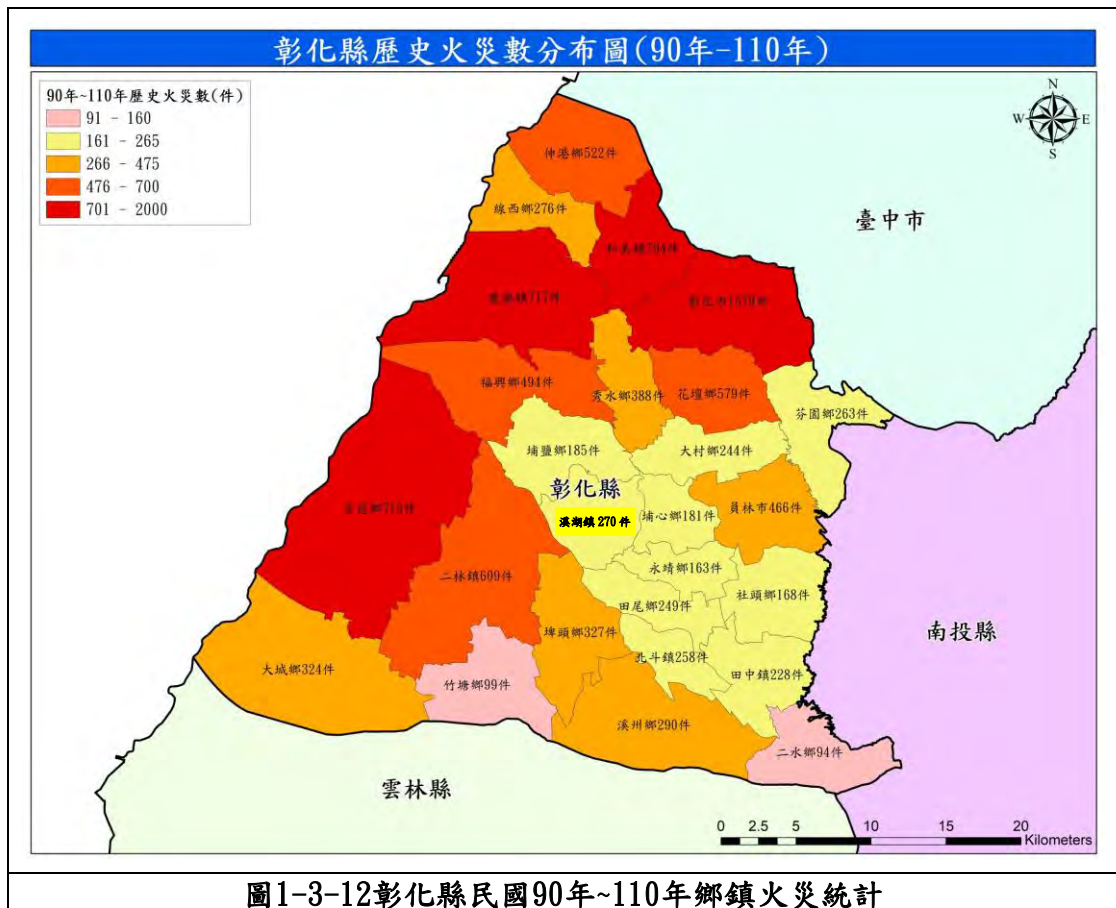 彰化縣歷史火災數分布圖(90年-110年)
90年~110年歷史火災數(件)
91 - 160
161 - 265
266 - 475
476 - 700
701 - 2000
N
W
E
S
臺中市
伸港鄉522件
線西鄉276件
和美鎮704件
鹿港鎮717件
福興鄉494件
秀水鄉388件
花壇鄉579件
芬園鄉263件
埔鹽鄉185件
大村鄉244件
彰化縣
員林市466件
溪湖鎮270件
埔心鄉181件
永靖鄉163件
二林鎮609件
社頭鄉168件
田尾鄉249件
埤頭鄉327件
南投縣
北斗鎮258件
大城鄉324件
田中鎮228件
竹塘鄉99件
溪州鄉290件
二水鄉94件
雲林縣
0 2.5 5 10 15 20
Kilometers
圖1-3-12彰化縣民國90年~110年鄉鎮火災統計